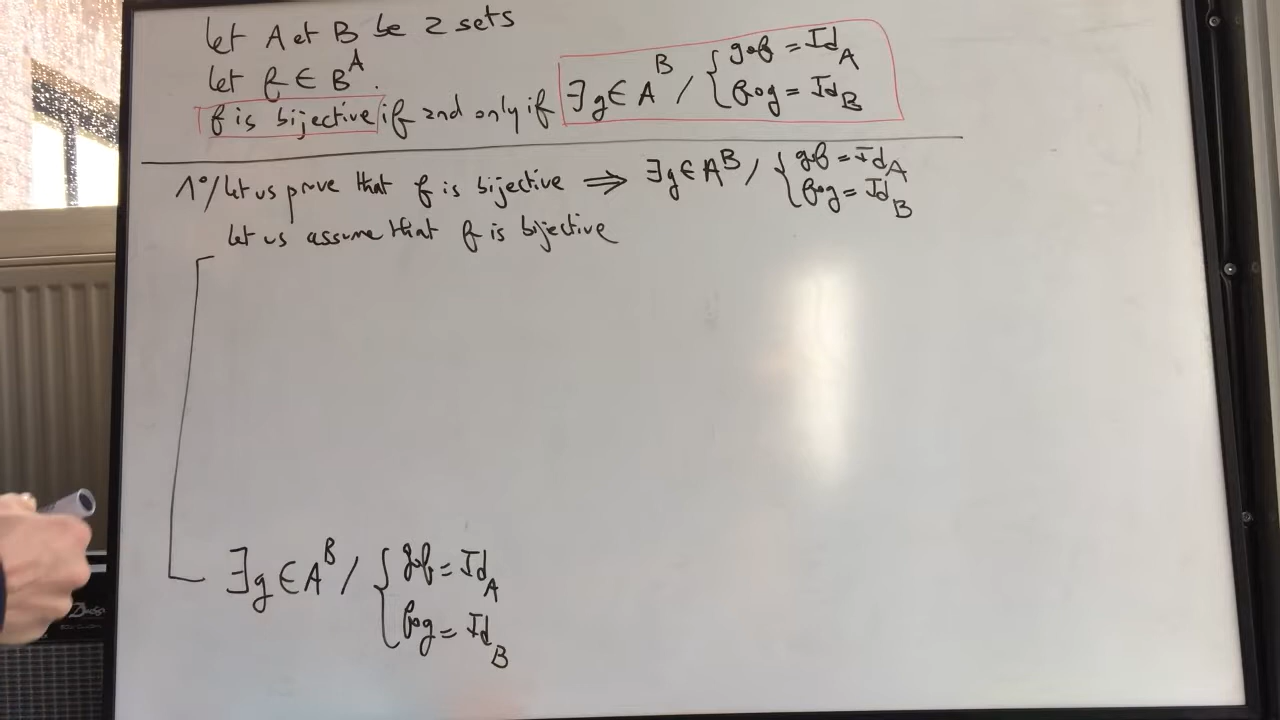 let A et B be 2 sets
let f ∈ B^A.
f is bijective if and only if ∃g ∈ A^B / { g∘f = Id_A
f∘g = Id_B
1°/ let us prove that f is bijective ⟹ ∃g ∈ A^B / { g∘f = Id_A
f∘g = Id_B
let us assume that f is bijective
∃g ∈ A^B / { g∘f = Id_A
f∘g = Id_B